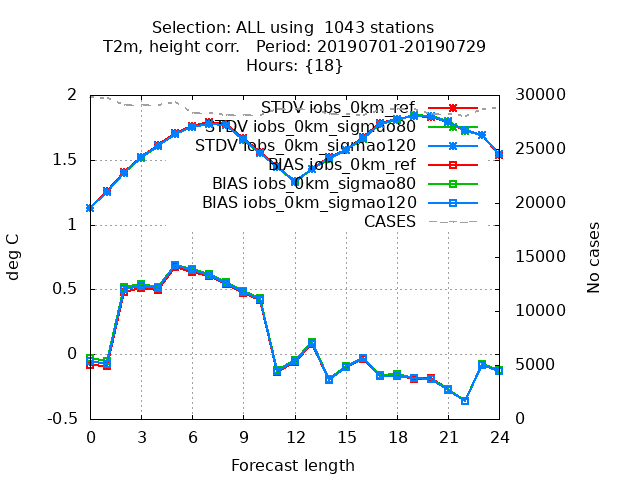 Selection: ALL using  1043 stations
T2m, height corr.   Period: 20190701-20190729
Hours: {18}
2
1.5
1
0.5
0
-0.5
30000
25000
20000
15000
10000
5000
0
STDV iobs_0km_ref
STDV iobs_0km_sigmao80
STDV iobs_0km_sigmao120
BIAS iobs_0km_ref
BIAS iobs_0km_sigmao80
BIAS iobs_0km_sigmao120
CASES
deg C
No cases
0 3 6 9 12 15 18 21 24
Forecast length